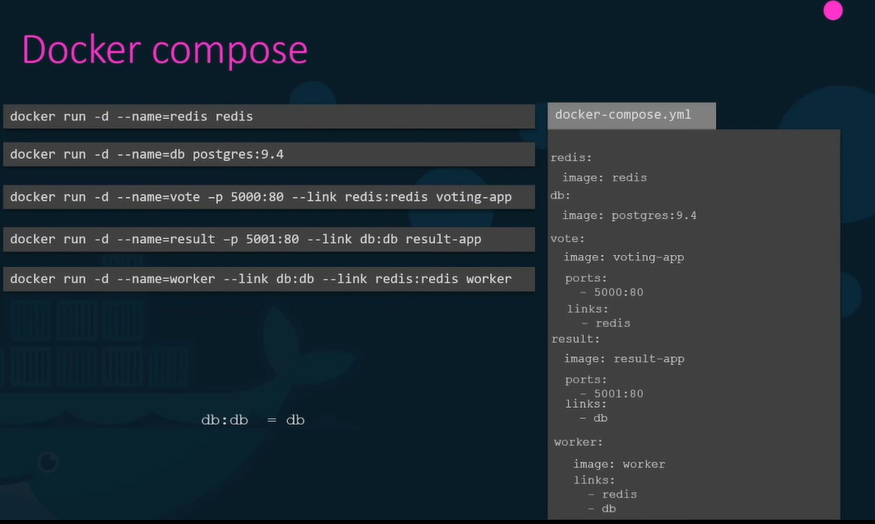 Docker compose
docker run -d --name=redis redis
docker run -d --name=db postgres:9.4
docker run -d --name=vote –p 5000:80 --link redis:redis voting-app
docker run -d --name=result –p 5001:80 --link db:db result-app
docker run -d --name=worker --link db:db --link redis:redis worker
db:db = db
docker-compose.yml
redis:
image: redis
db:
image: postgres:9.4
vote:
image: voting-app
ports:
- 5000:80
links:
- redis
result:
image: result-app
ports:
- 5001:80
links:
- db
worker:
image: worker
links:
- redis
- db